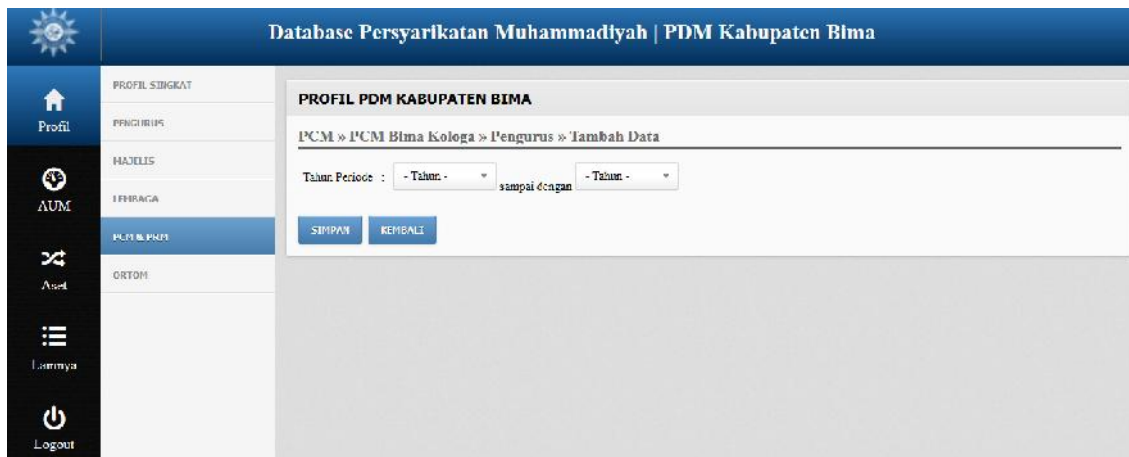 Database Persyarikatan Muhammadiyah | PDM Kabupaten Bima
Profil
AUM
Aset
Lainnya
Logout
PROFIL SINGKAT
PENGURUS
MAJELIS
LEMBAGA
PCM & PRM
ORTOM
PROFIL PDM KABUPATEN BIMA
PCM » PCM Bima Kologa » Pengurus » Tambah Data
Tahun Periode : - Tahun - sampai dengan - Tahun -
SIMPAN KEMBALI